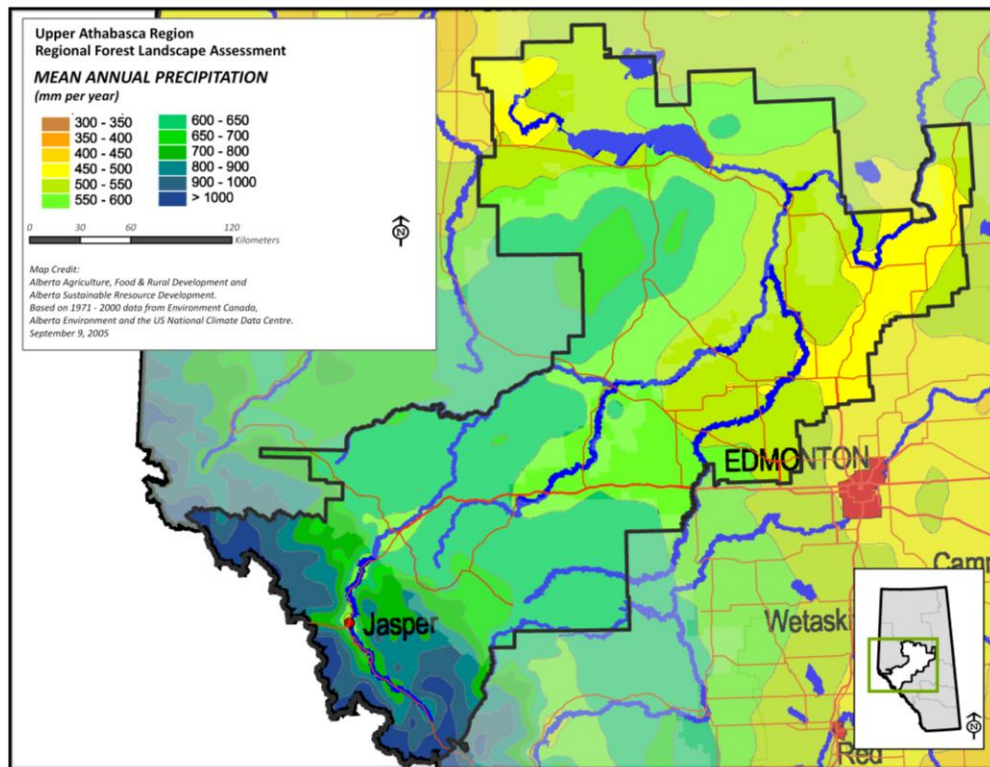 Upper Athabasca Region
Regional Forest Landscape Assessment
MEAN ANNUAL PRECIPITATION
(mm per year)
300 - 350
350 - 400
400 - 450
450 - 500
500 - 550
550 - 600
600 - 650
650 - 700
700 - 800
800 - 900
900 - 1000
> 1000
0 30 60 120
Kilometers
N
Map Credit:
Alberta Agriculture, Food & Rural Development and
Alberta Sustainable Rresource Development.
Based on 1971 - 2000 data from Environment Canada,
Alberta Environment and the US National Climate Data Centre.
September 9, 2005
EDMONTON
Camp
Jasper
Wetask
N
Red